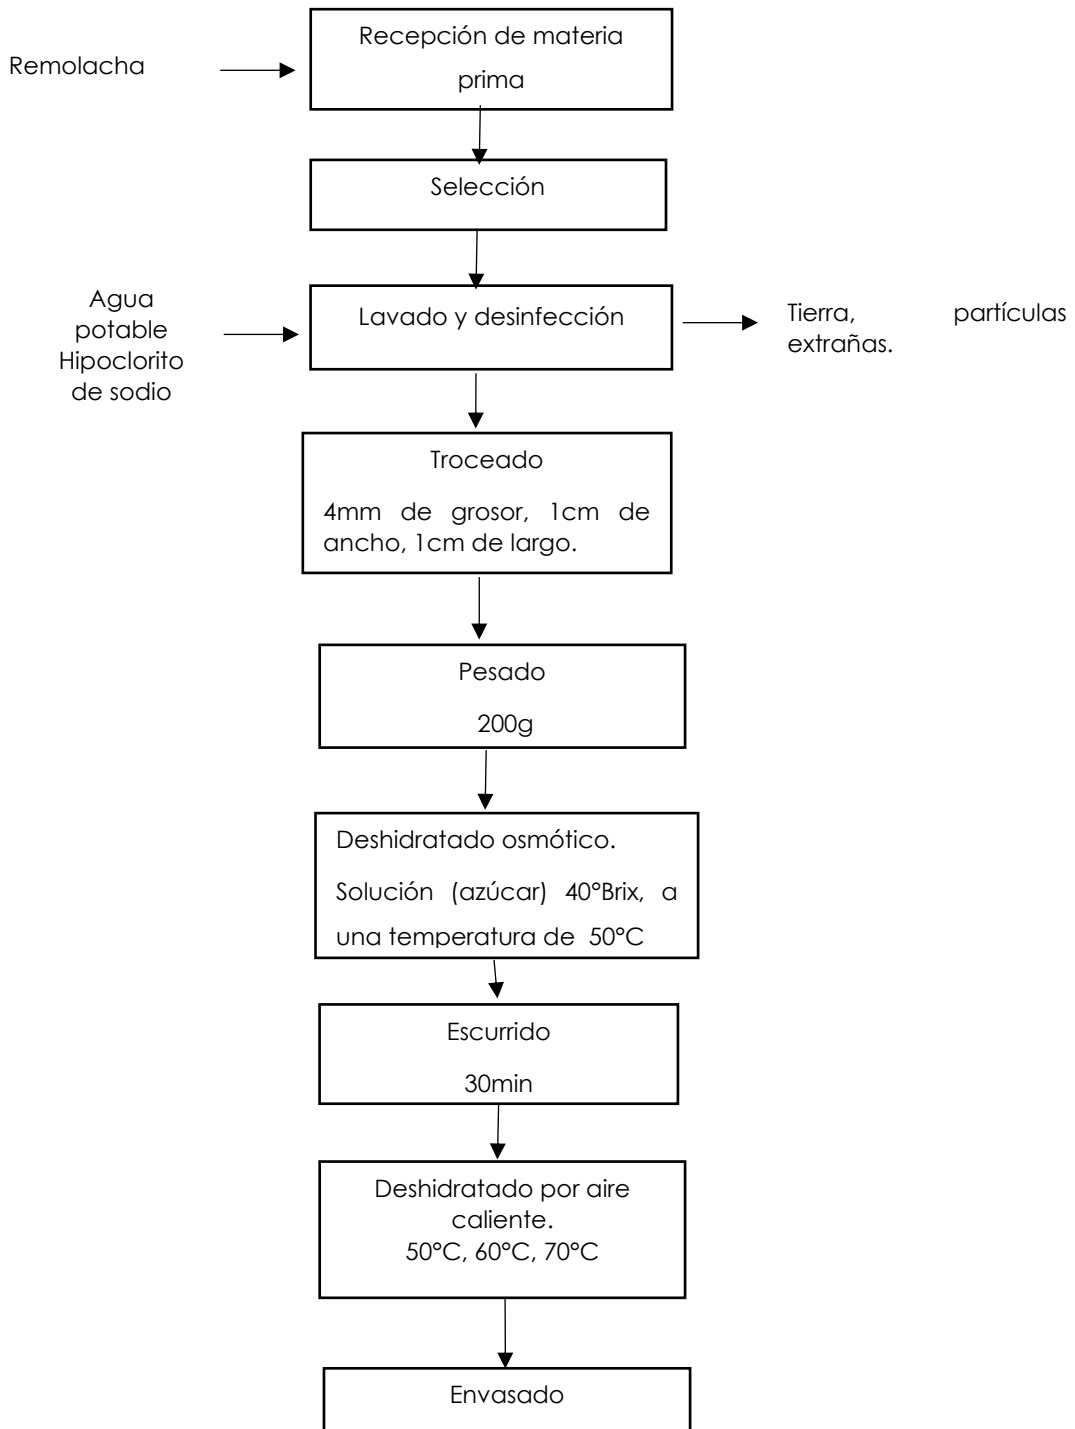 Remolacha
Recepción de materia
prima
Selección
Agua
potable
Hipoclorito
de sodio
Lavado y desinfección
Tierra, partículas
extrañas.
Troceado
4mm de grosor, 1cm de
ancho, 1cm de largo.
Pesado
200g
Deshidratado osmótico.
Solución (azúcar) 40°Brix, a
una temperatura de 50°C
Escurrido
30min
Deshidratado por aire
caliente.
50°C, 60°C, 70°C
Envasado